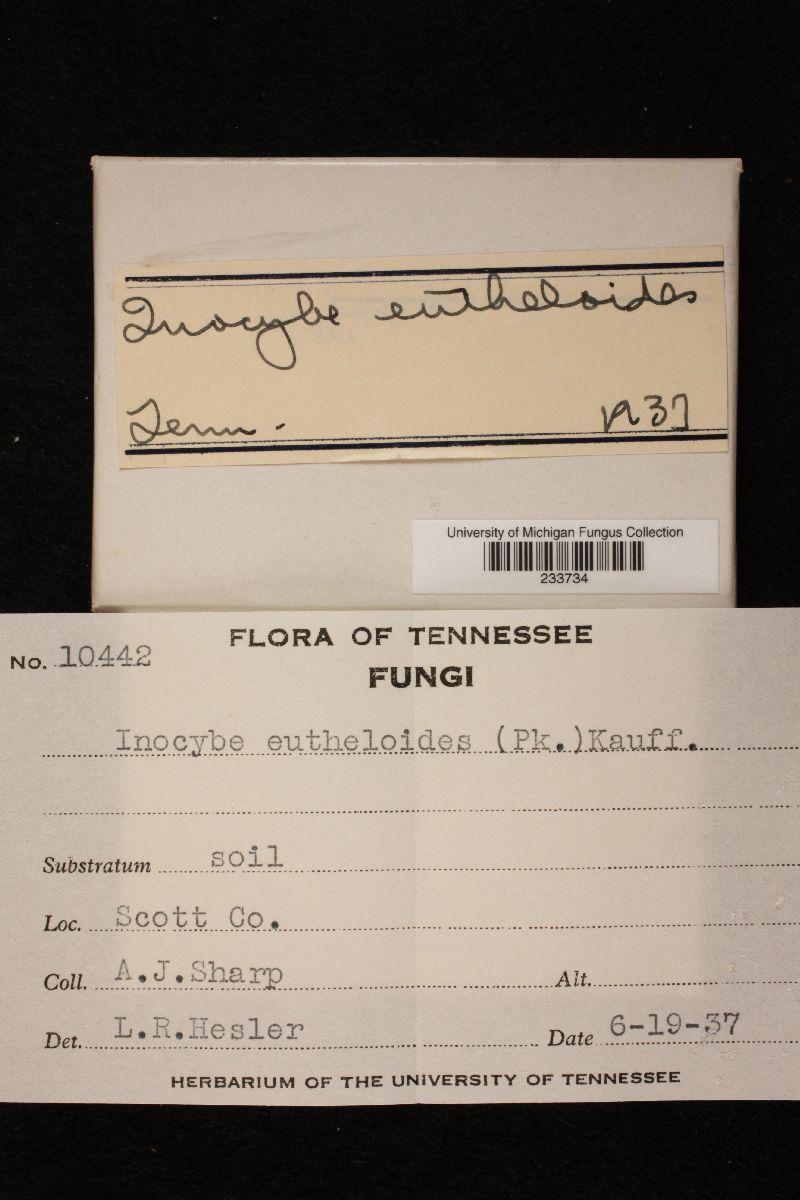 Inocybe eutheloides
Tenn. 1937
University of Michigan Fungus Collection
233734
FLORA OF TENNESSEE
No. 10442
FUNGI
Inocybe eutheloides (Pk.)Kauff.
Substratum soil
Loc. Scott Co.
Coll. A.J.Sharp Alt.
Det. L.R.Hesler Date 6-19-37
HERBARIUM OF THE UNIVERSITY OF TENNESSEE